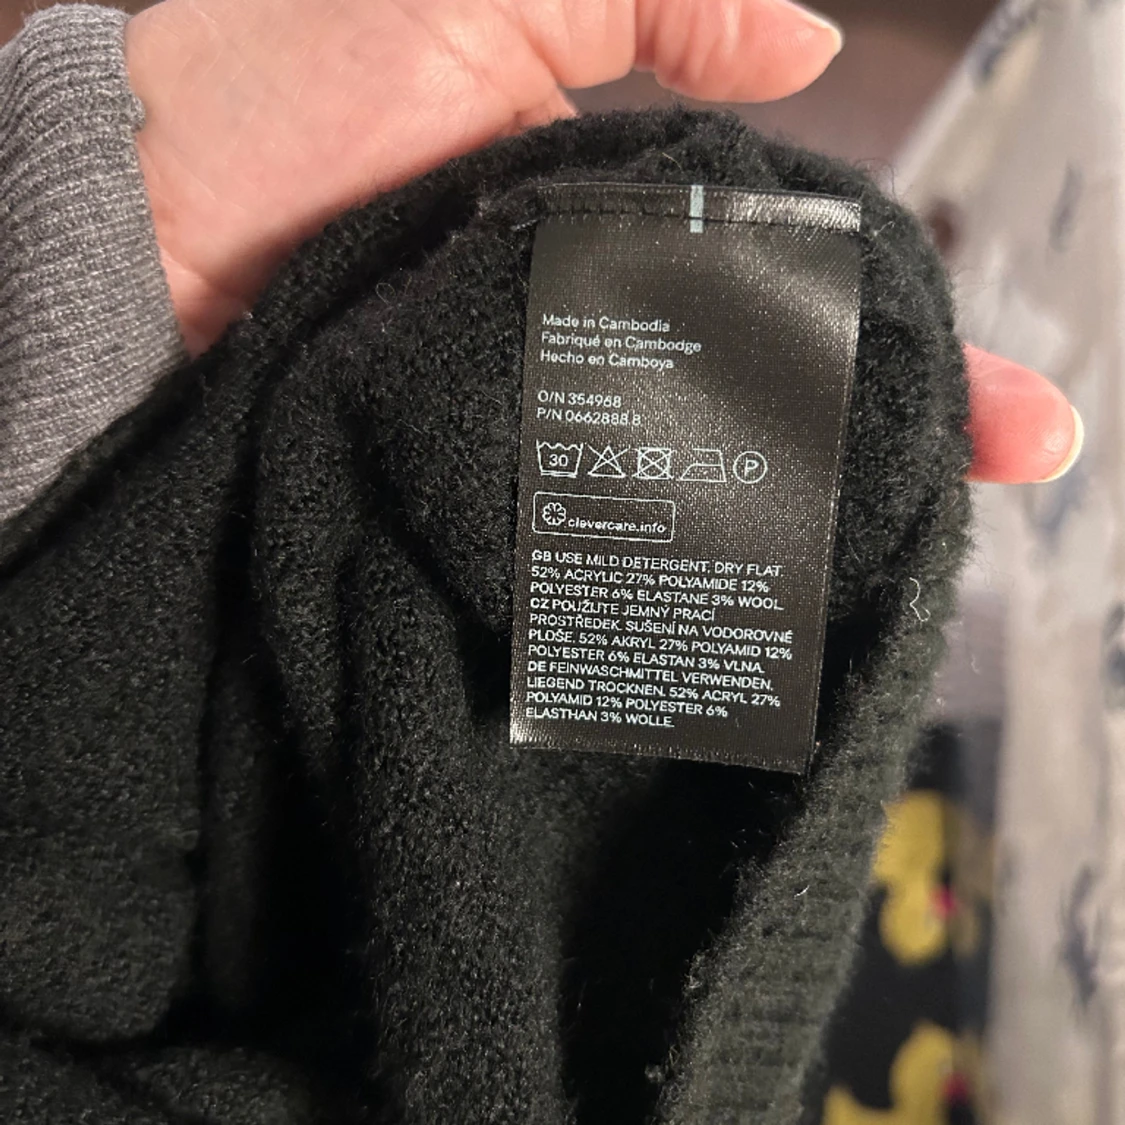 Made in Cambodia
Fabriqué en Cambodge
Hecho en Camboya
O/N 354968
P/N 0662888.8
30 P
clevercare.info
GB USE MILD DETERGENT. DRY FLAT.
52% ACRYLIC 27% POLYAMIDE 12%
POLYESTER 6% ELASTANE 3% WOOL.
CZ POUŽIJTE JEMNÝ PRACÍ
PROSTŘEDEK. SUŠENÍ NA VODOROVNÉ
PLOŠE. 52% AKRYL 27% POLYAMID 12%
POLYESTER 6% ELASTAN 3% VLNA.
DE FEINWASCHMITTEL VERWENDEN.
LIEGEND TROCKNEN. 52% ACRYL 27%
POLYAMID 12% POLYESTER 6%
ELASTHAN 3% WOLLE.